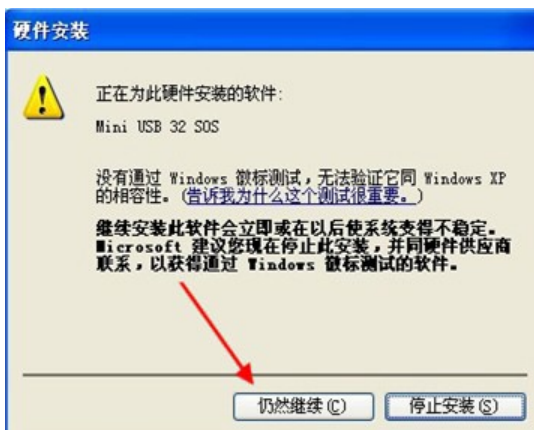 硬件安装
正在为此硬件安装的软件:
Mini USB 32 SOS
没有通过 Windows 徽标测试，无法验证它同 Windows XP
的相容性。(告诉我为什么这个测试很重要。)
继续安装此软件会立即或在以后使系统变得不稳定。
Microsoft 建议您现在停止此安装，并同硬件供应商
联系，以获得通过 Windows 徽标测试的软件。
仍然继续(C) 停止安装(S)